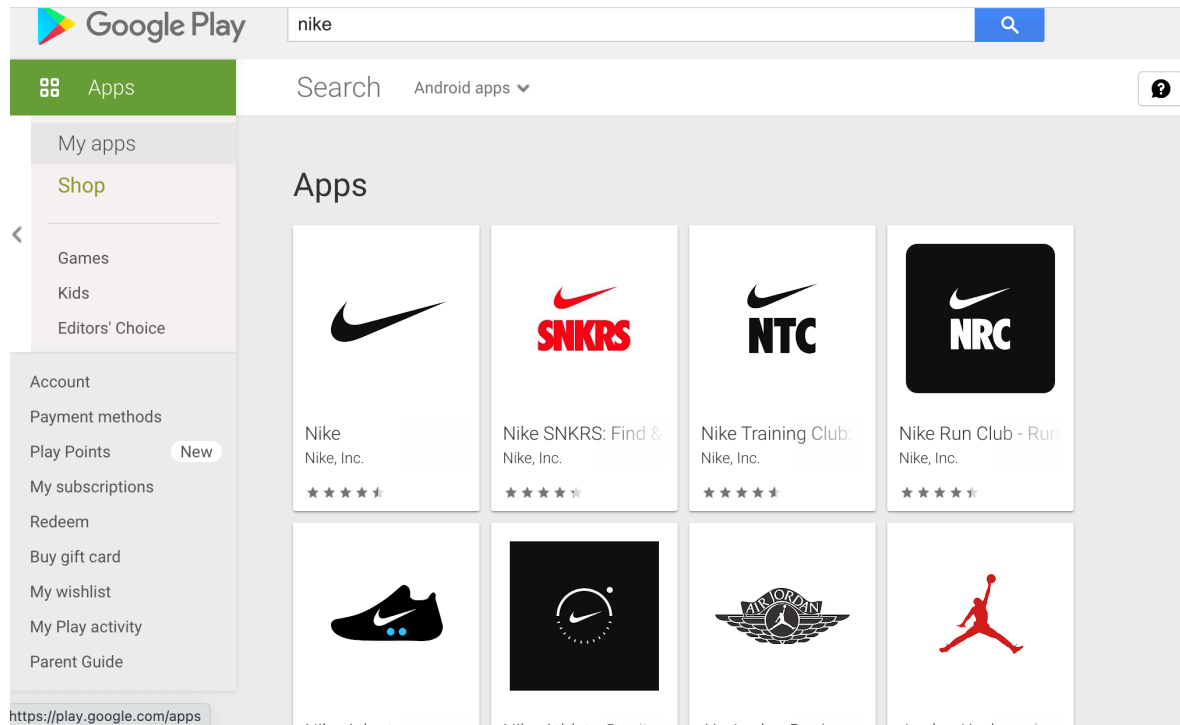 Google Play
nike
Apps
Search
Android apps
My apps
Shop
Games
Kids
Editors' Choice
Account
Payment methods
Play Points
New
My subscriptions
Redeem
Buy gift card
My wishlist
My Play activity
Parent Guide
https://play.google.com/apps
Apps
SNKRS
NTC
NRC
Nike
Nike, Inc.
Nike SNKRS: Find &
Nike, Inc.
Nike Training Club:
Nike, Inc.
Nike Run Club - Run
Nike, Inc.
AIR JORDAN